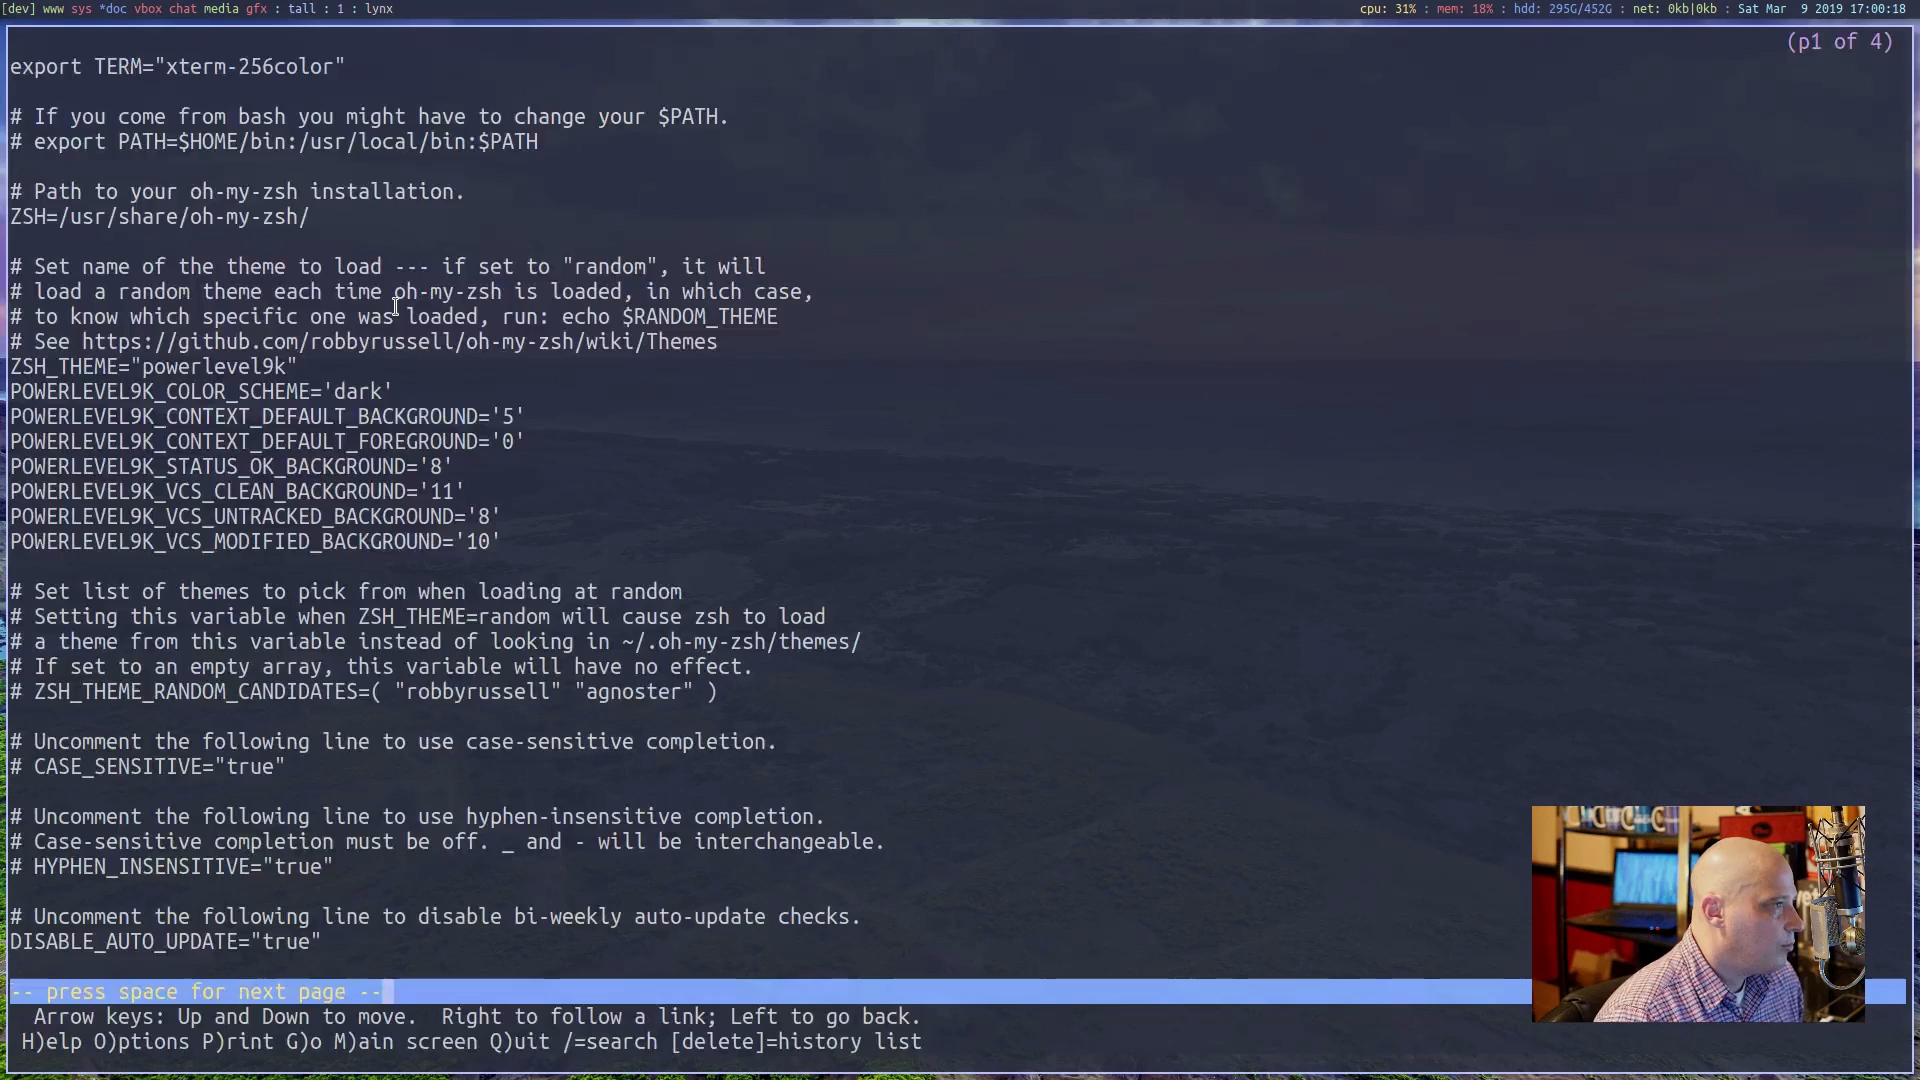 [dev] www sys *doc vbox chat media gfx : tall : 1 : lynx
cpu: 31% : mem: 18% : hdd: 295G/452G : net: 0kb|0kb : Sat Mar  9 2019 17:00:18
(p1 of 4)
export TERM="xterm-256color"
# If you come from bash you might have to change your $PATH.
# export PATH=$HOME/bin:/usr/local/bin:$PATH
# Path to your oh-my-zsh installation.
ZSH=/usr/share/oh-my-zsh/
# Set name of the theme to load --- if set to "random", it will
# load a random theme each time oh-my-zsh is loaded, in which case,
# to know which specific one was loaded, run: echo $RANDOM_THEME
# See https://github.com/robbyrussell/oh-my-zsh/wiki/Themes
ZSH_THEME="powerlevel9k"
POWERLEVEL9K_COLOR_SCHEME='dark'
POWERLEVEL9K_CONTEXT_DEFAULT_BACKGROUND='5'
POWERLEVEL9K_CONTEXT_DEFAULT_FOREGROUND='0'
POWERLEVEL9K_STATUS_OK_BACKGROUND='8'
POWERLEVEL9K_VCS_CLEAN_BACKGROUND='11'
POWERLEVEL9K_VCS_UNTRACKED_BACKGROUND='8'
POWERLEVEL9K_VCS_MODIFIED_BACKGROUND='10'
# Set list of themes to pick from when loading at random
# Setting this variable when ZSH_THEME=random will cause zsh to load
# a theme from this variable instead of looking in ~/.oh-my-zsh/themes/
# If set to an empty array, this variable will have no effect.
# ZSH_THEME_RANDOM_CANDIDATES=( "robbyrussell" "agnoster" )
# Uncomment the following line to use case-sensitive completion.
# CASE_SENSITIVE="true"
# Uncomment the following line to use hyphen-insensitive completion.
# Case-sensitive completion must be off. _ and - will be interchangeable.
# HYPHEN_INSENSITIVE="true"
# Uncomment the following line to disable bi-weekly auto-update checks.
DISABLE_AUTO_UPDATE="true"
-- press space for next page --
Arrow keys: Up and Down to move.  Right to follow a link; Left to go back.
H)elp O)ptions P)rint G)o M)ain screen Q)uit /=search [delete]=history list